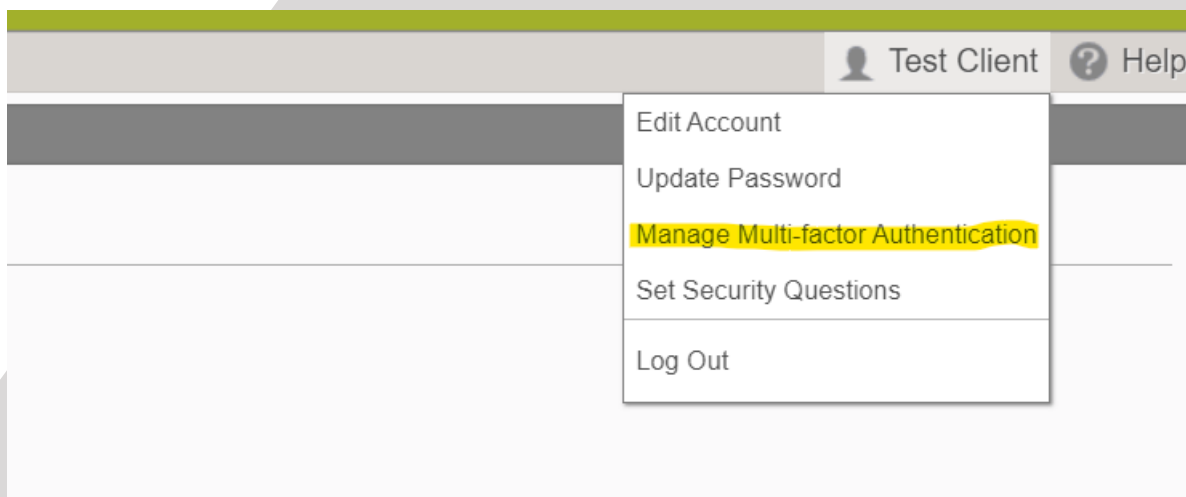 Test Client
Help
Edit Account
Update Password
Manage Multi-factor Authentication
Set Security Questions
Log Out